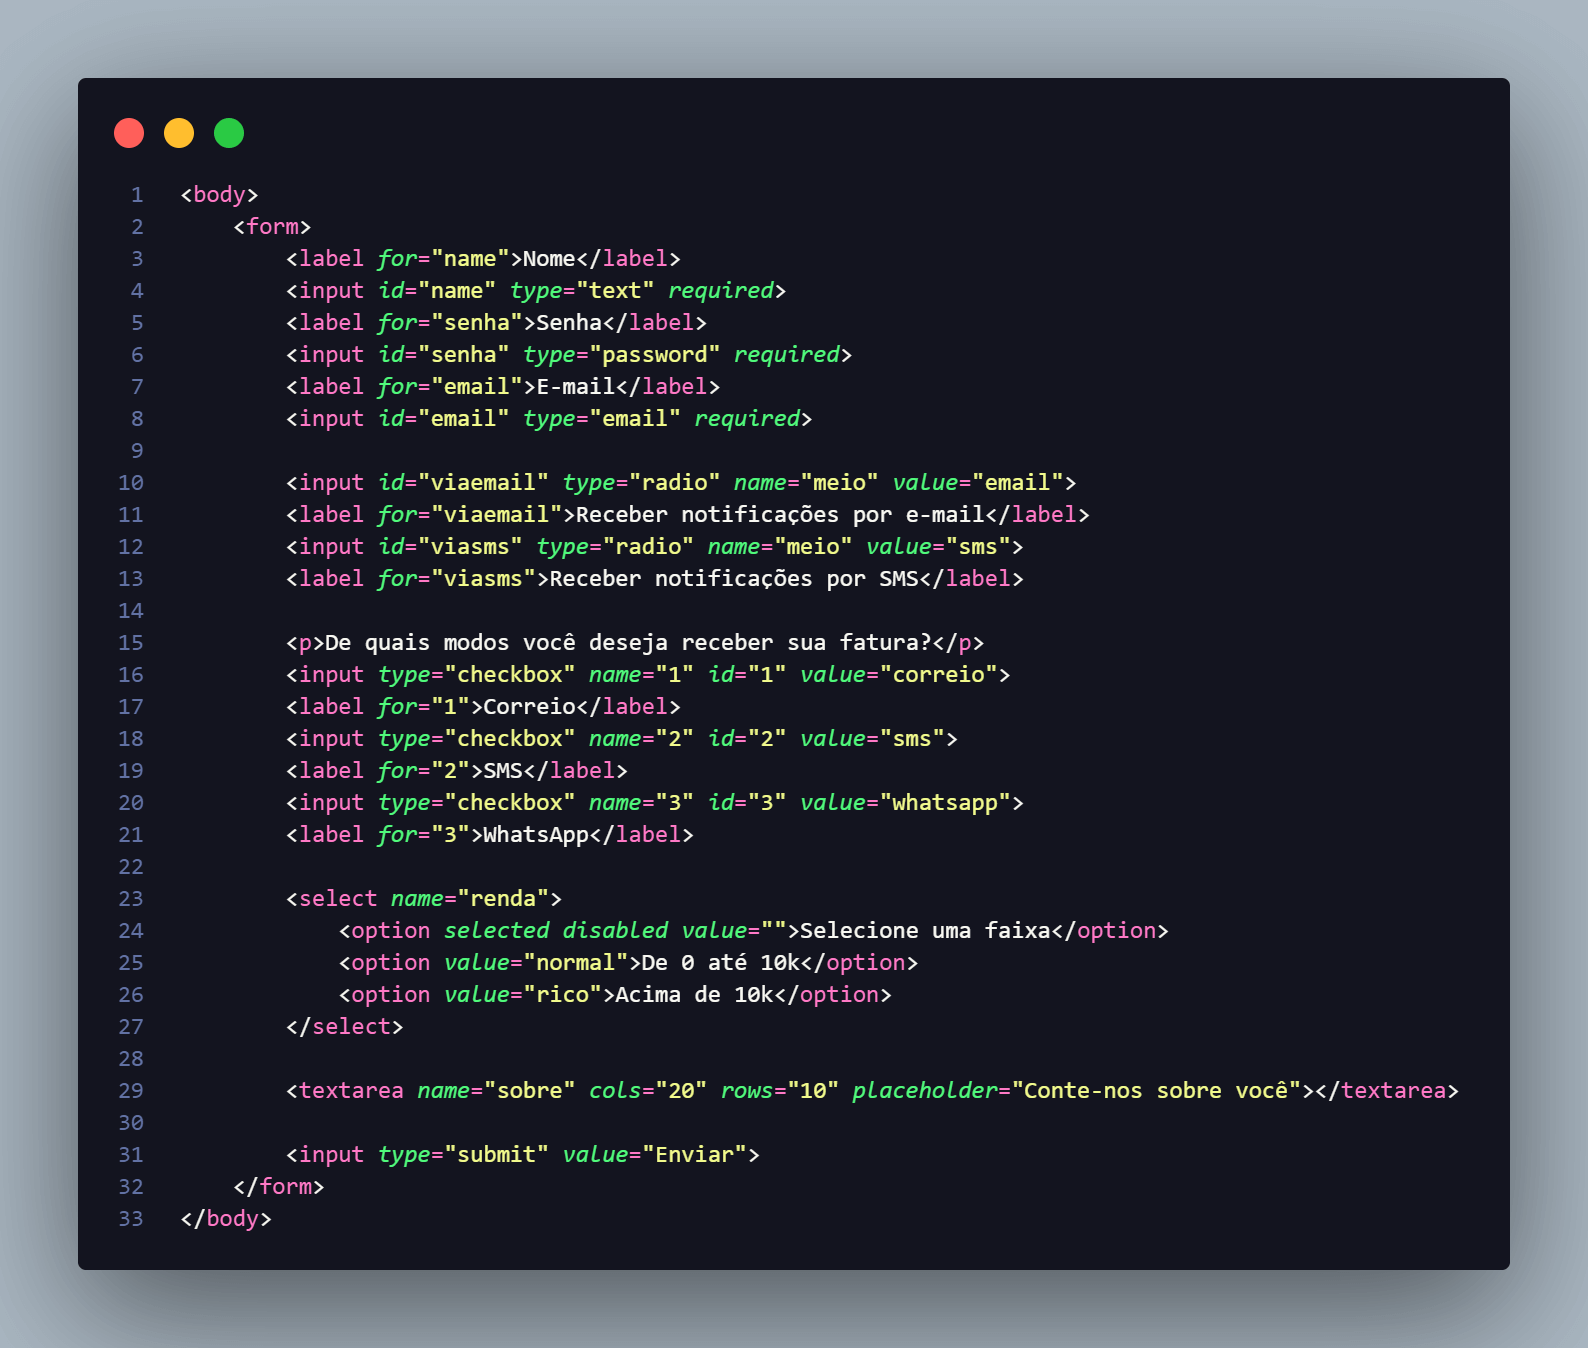 1 <body>
2     <form>
3         <label for="name">Nome</label>
4         <input id="name" type="text" required>
5         <label for="senha">Senha</label>
6         <input id="senha" type="password" required>
7         <label for="email">E-mail</label>
8         <input id="email" type="email" required>
9
10         <input id="viaemail" type="radio" name="meio" value="email">
11         <label for="viaemail">Receber notificações por e-mail</label>
12         <input id="viasms" type="radio" name="meio" value="sms">
13         <label for="viasms">Receber notificações por SMS</label>
14
15         <p>De quais modos você deseja receber sua fatura?</p>
16         <input type="checkbox" name="1" id="1" value="correio">
17         <label for="1">Correio</label>
18         <input type="checkbox" name="2" id="2" value="sms">
19         <label for="2">SMS</label>
20         <input type="checkbox" name="3" id="3" value="whatsapp">
21         <label for="3">WhatsApp</label>
22
23         <select name="renda">
24             <option selected disabled value="">Selecione uma faixa</option>
25             <option value="normal">De 0 até 10k</option>
26             <option value="rico">Acima de 10k</option>
27         </select>
28
29         <textarea name="sobre" cols="20" rows="10" placeholder="Conte-nos sobre você"></textarea>
30
31         <input type="submit" value="Enviar">
32     </form>
33 </body>